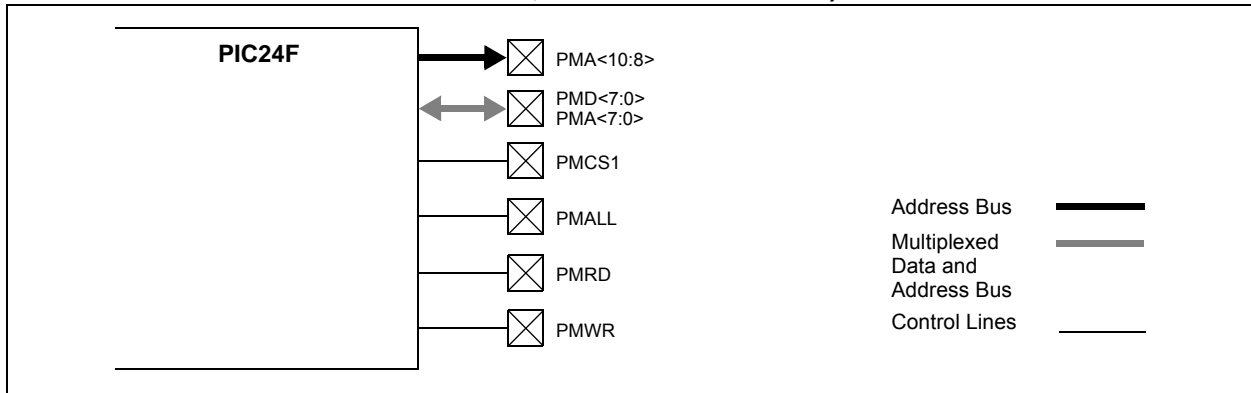 PIC24F
PMA<10:8>
PMD<7:0>
PMA<7:0>
PMCS1
PMALL
PMRD
PMWR
Address Bus
Multiplexed
Data and
Address Bus
Control Lines